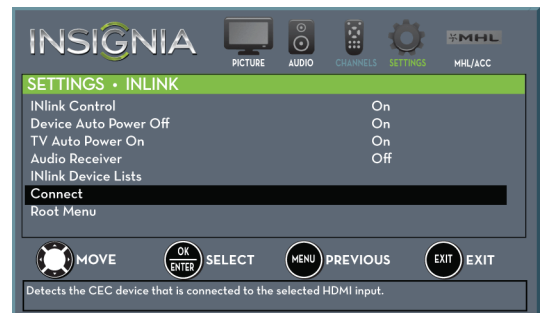 INSIGNIA
PICTURE AUDIO CHANNELS SETTINGS MHL MHL/ACC
SETTINGS • INLINK
INlink Control On
Device Auto Power Off On
TV Auto Power On On
Audio Receiver Off
INlink Device Lists
Connect
Root Menu
MOVE OK ENTER SELECT MENU PREVIOUS EXIT EXIT
Detects the CEC device that is connected to the selected HDMI input.